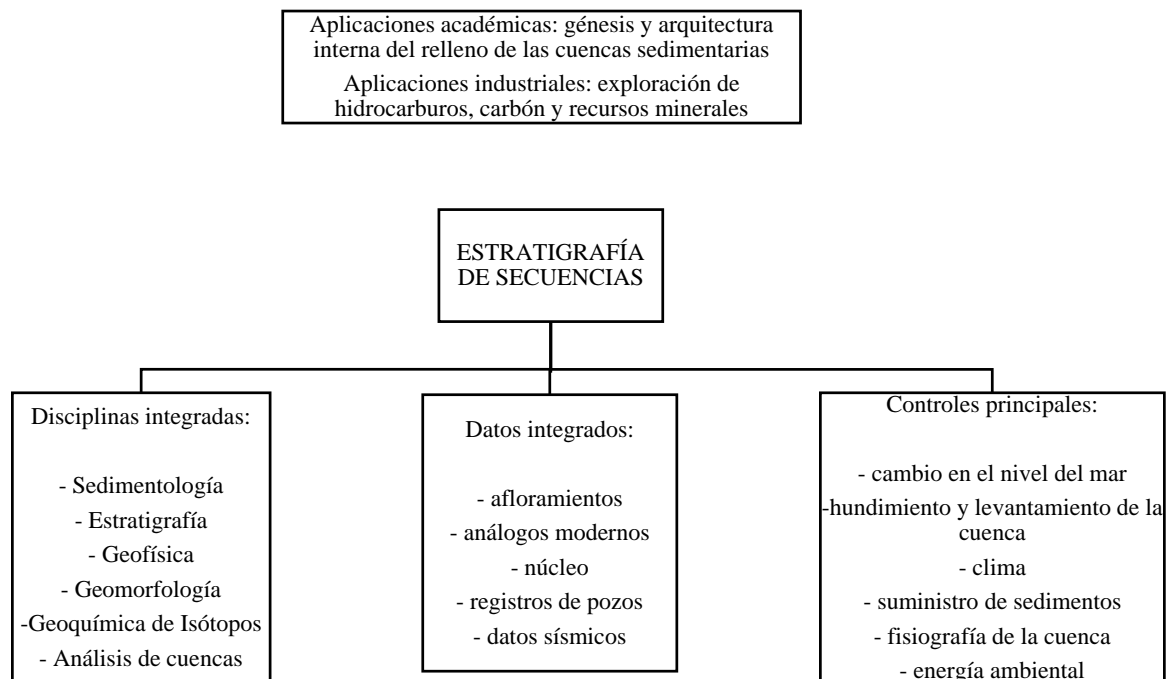 Aplicaciones académicas: génesis y arquitectura
interna del relleno de las cuencas sedimentarias
Aplicaciones industriales: exploración de
hidrocarburos, carbón y recursos minerales
ESTRATIGRAFÍA
DE SECUENCIAS
Disciplinas integradas:
- Sedimentología
- Estratigrafía
- Geofísica
- Geomorfología
-Geoquímica de Isótopos
- Análisis de cuencas
Datos integrados:
- afloramientos
- análogos modernos
- núcleo
- registros de pozos
- datos sísmicos
Controles principales:
- cambio en el nivel del mar
-hundimiento y levantamiento de la
cuenca
- clima
- suministro de sedimentos
- fisiografía de la cuenca
- energía ambiental